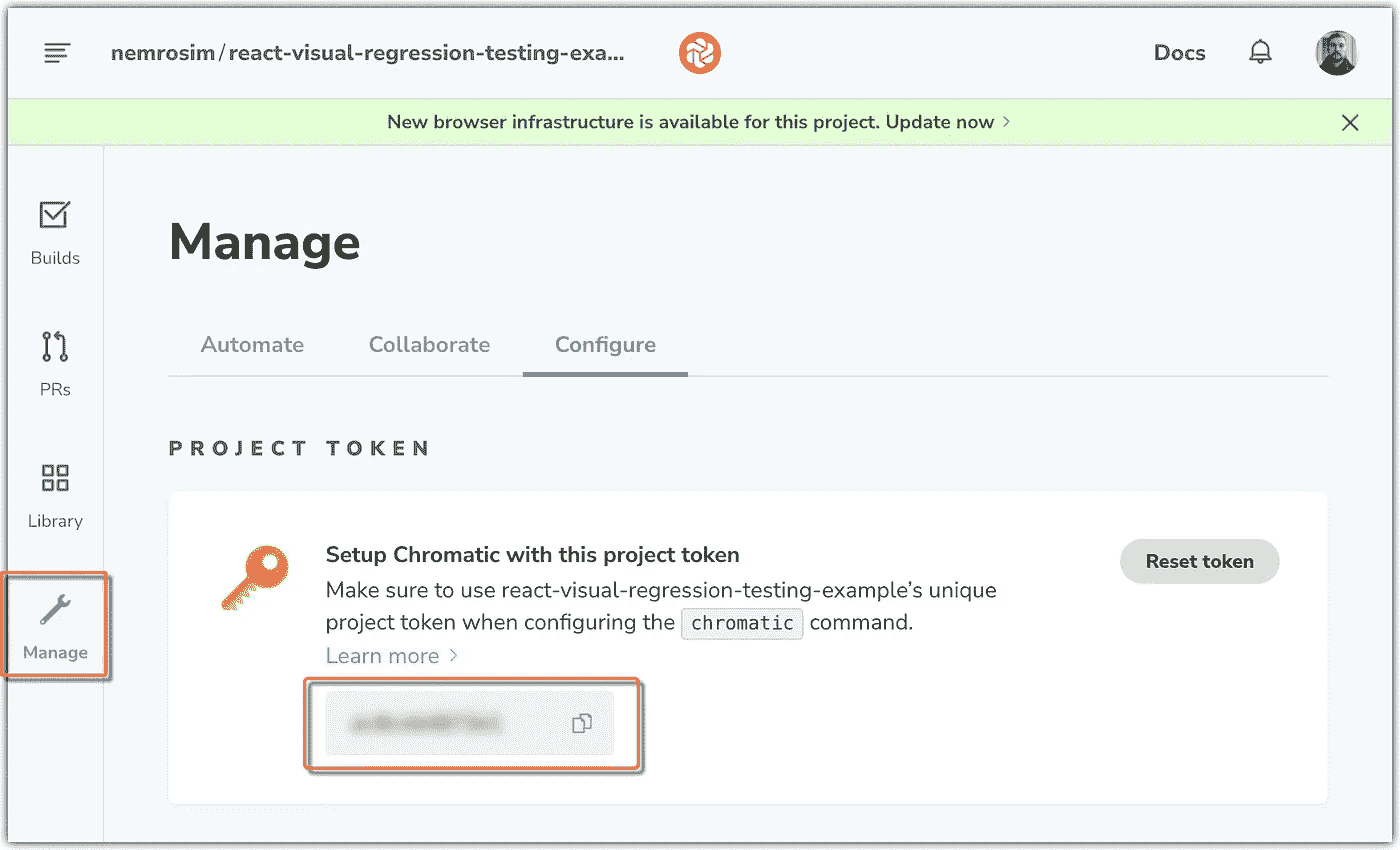 nemrosim/react-visual-regression-testing-exa...
Docs
New browser infrastructure is available for this project. Update now
Builds
PRs
Library
Manage
Manage
Automate
Collaborate
Configure
PROJECT TOKEN
Setup Chromatic with this project token
Make sure to use react-visual-regression-testing-example’s unique
project token when configuring the chromatic command.
Learn more
Reset token